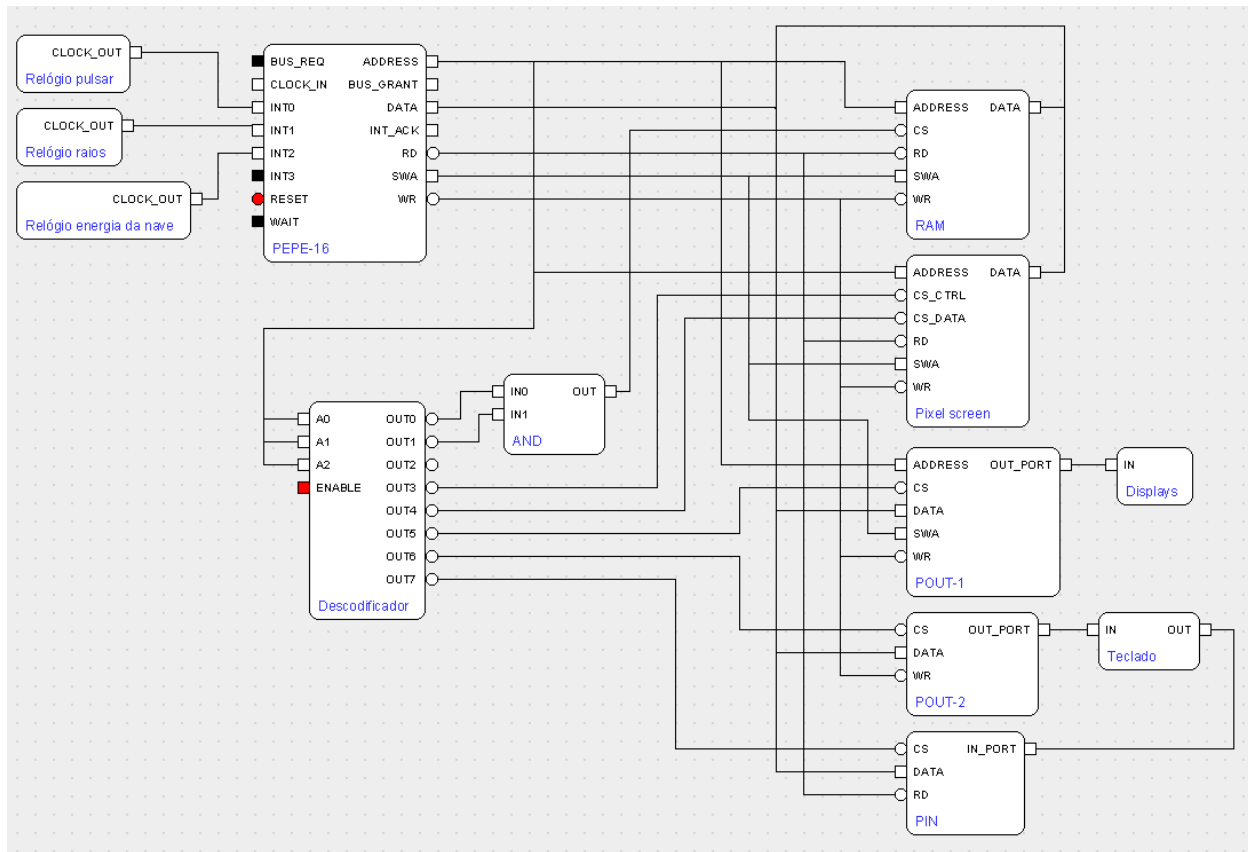 CLOCK_OUT
Relógio pulsar
CLOCK_OUT
Relógio raios
CLOCK_OUT
Relógio energia da nave
BUS_REQ ADDRESS
CLOCK_IN BUS_GRANT
INT0 DATA
INT1 INT_ACK
INT2 RD
INT3 SWA
RESET WR
WAIT
PEPE-16
ADDRESS DATA
CS
RD
SWA
WR
RAM
ADDRESS DATA
CS_CTRL
CS_DATA
RD
SWA
WR
Pixel screen
A0 OUT0
A1 OUT1
A2 OUT2
ENABLE OUT3
OUT4
OUT5
OUT6
OUT7
Descodificador
IN0 OUT
IN1
AND
ADDRESS OUT_PORT
CS
DATA
SWA
WR
POUT-1
IN
Displays
CS OUT_PORT
DATA
WR
POUT-2
IN OUT
Teclado
CS IN_PORT
DATA
RD
PIN